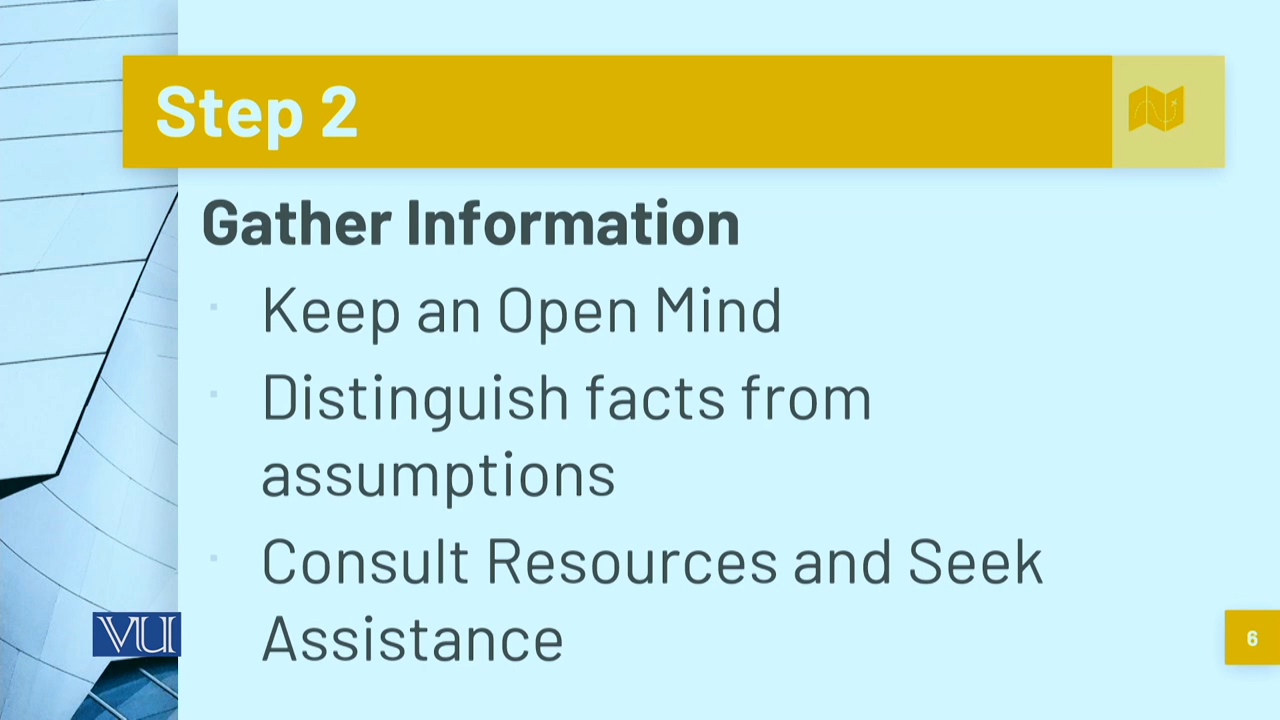 Step 2
Gather Information
Keep an Open Mind
Distinguish facts from
assumptions
Consult Resources and Seek
Assistance
VU
6